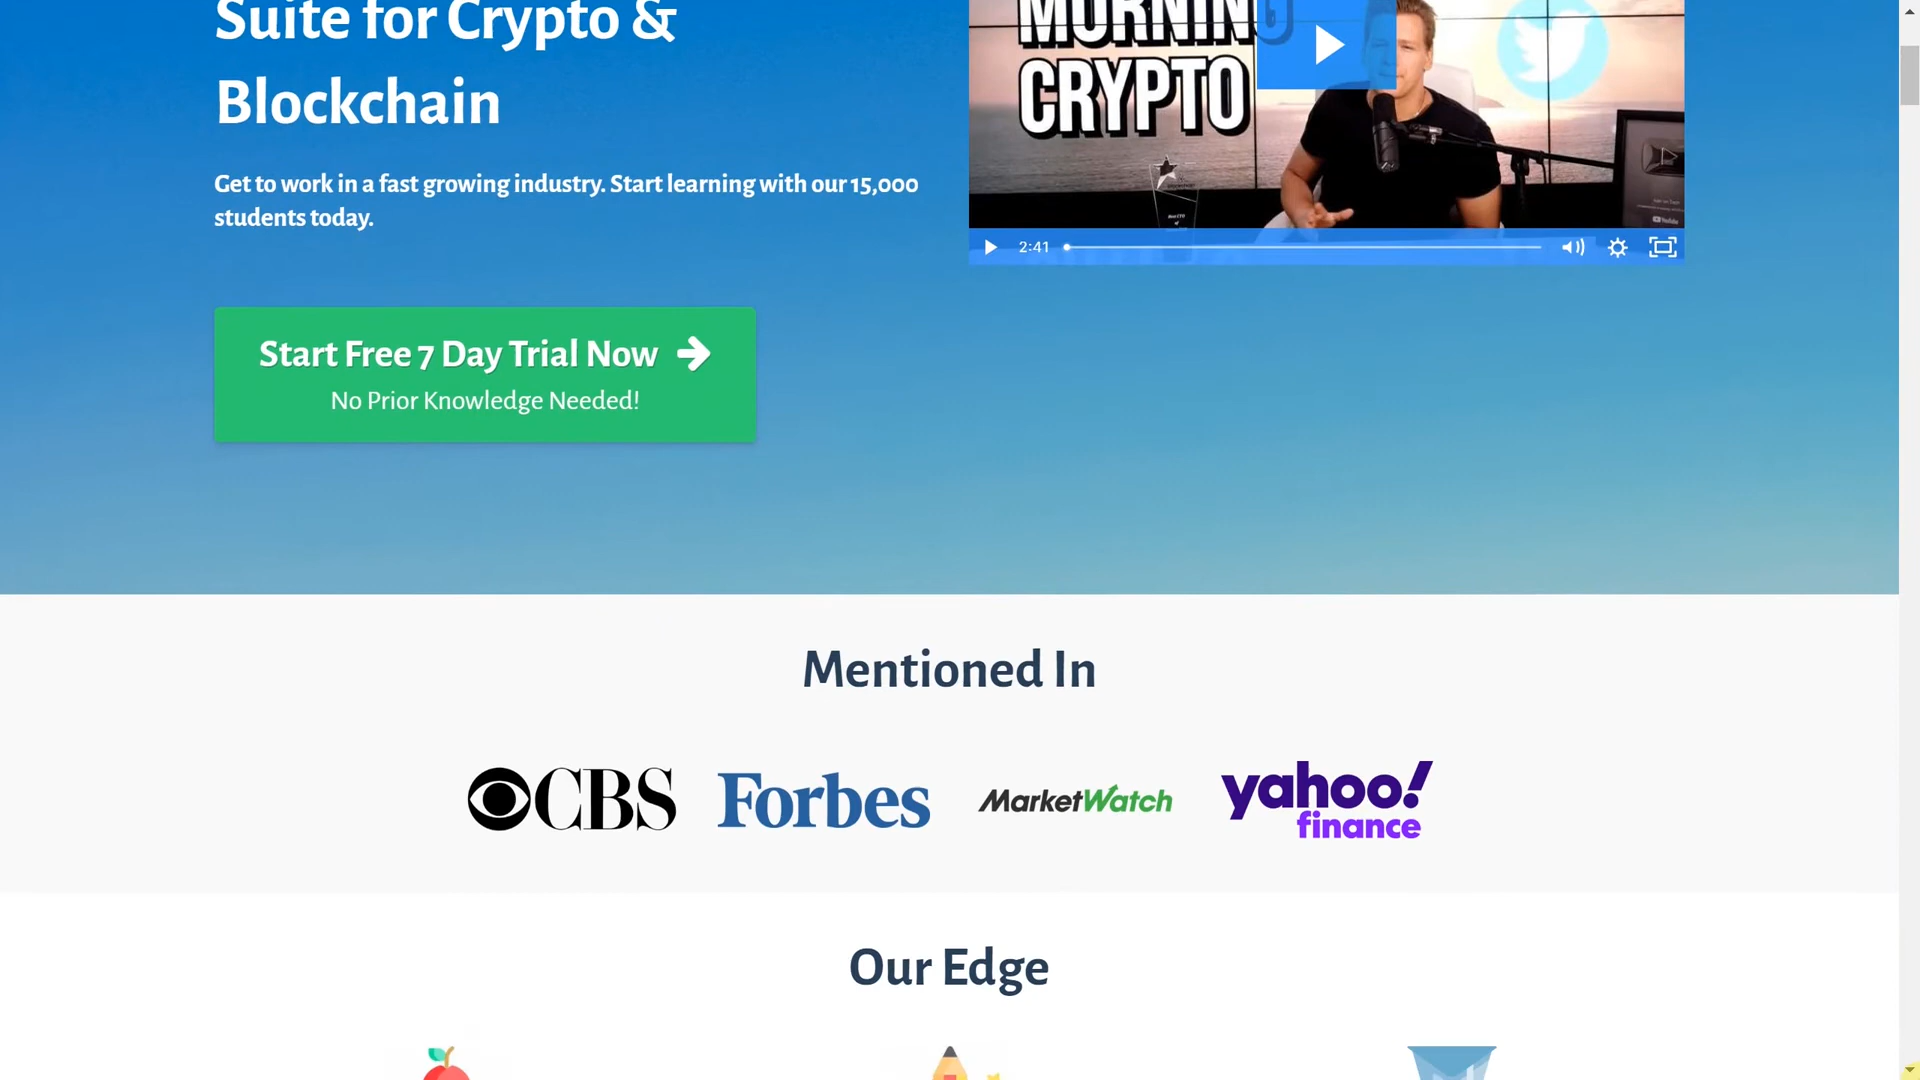 Suite for Crypto &
Blockchain
Get to work in a fast growing industry. Start learning with our 15,000
students today.
Start Free 7 Day Trial Now
No Prior Knowledge Needed!
MORNING
CRYPTO
YouTube
2:41
Mentioned In
CBS
Forbes
MarketWatch
yahoo!
finance
Our Edge